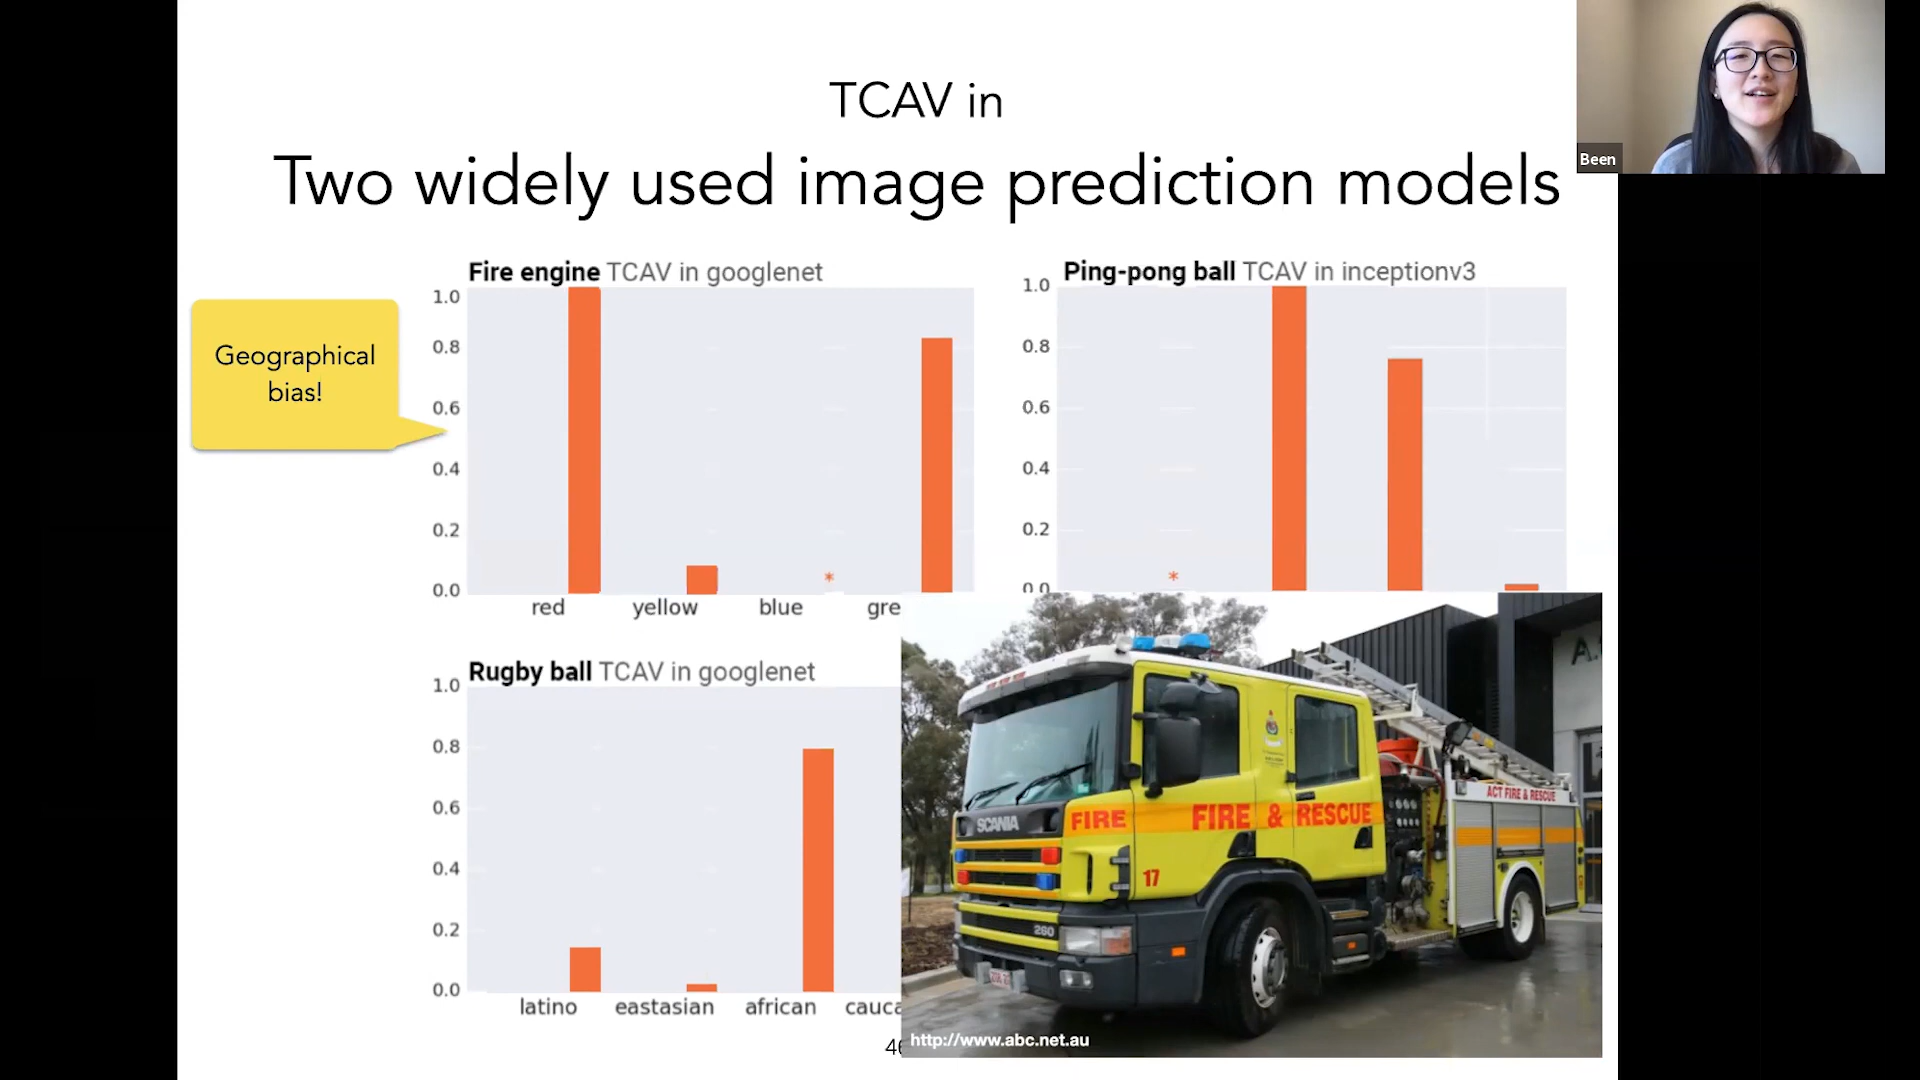 TCAV in
Two widely used image prediction models
Been
Geographical
bias!
Fire engine TCAV in googlenet
1.0
0.8
0.6
0.4
0.2
0.0
red yellow blue gre
*
Ping-pong ball TCAV in inceptionv3
1.0
0.8
0.6
0.4
0.2
0.0
*
Rugby ball TCAV in googlenet
1.0
0.8
0.6
0.4
0.2
0.0
latino eastasian african cauca
46
SCANIA
FIRE
FIRE & RESCUE
ACT FIRE & RESCUE
17
260
http://www.abc.net.au